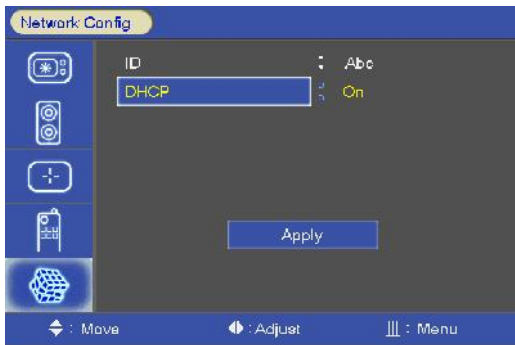 Network Config
ID : Abc
DHCP : On
Apply
: Move : Adjust : Menu